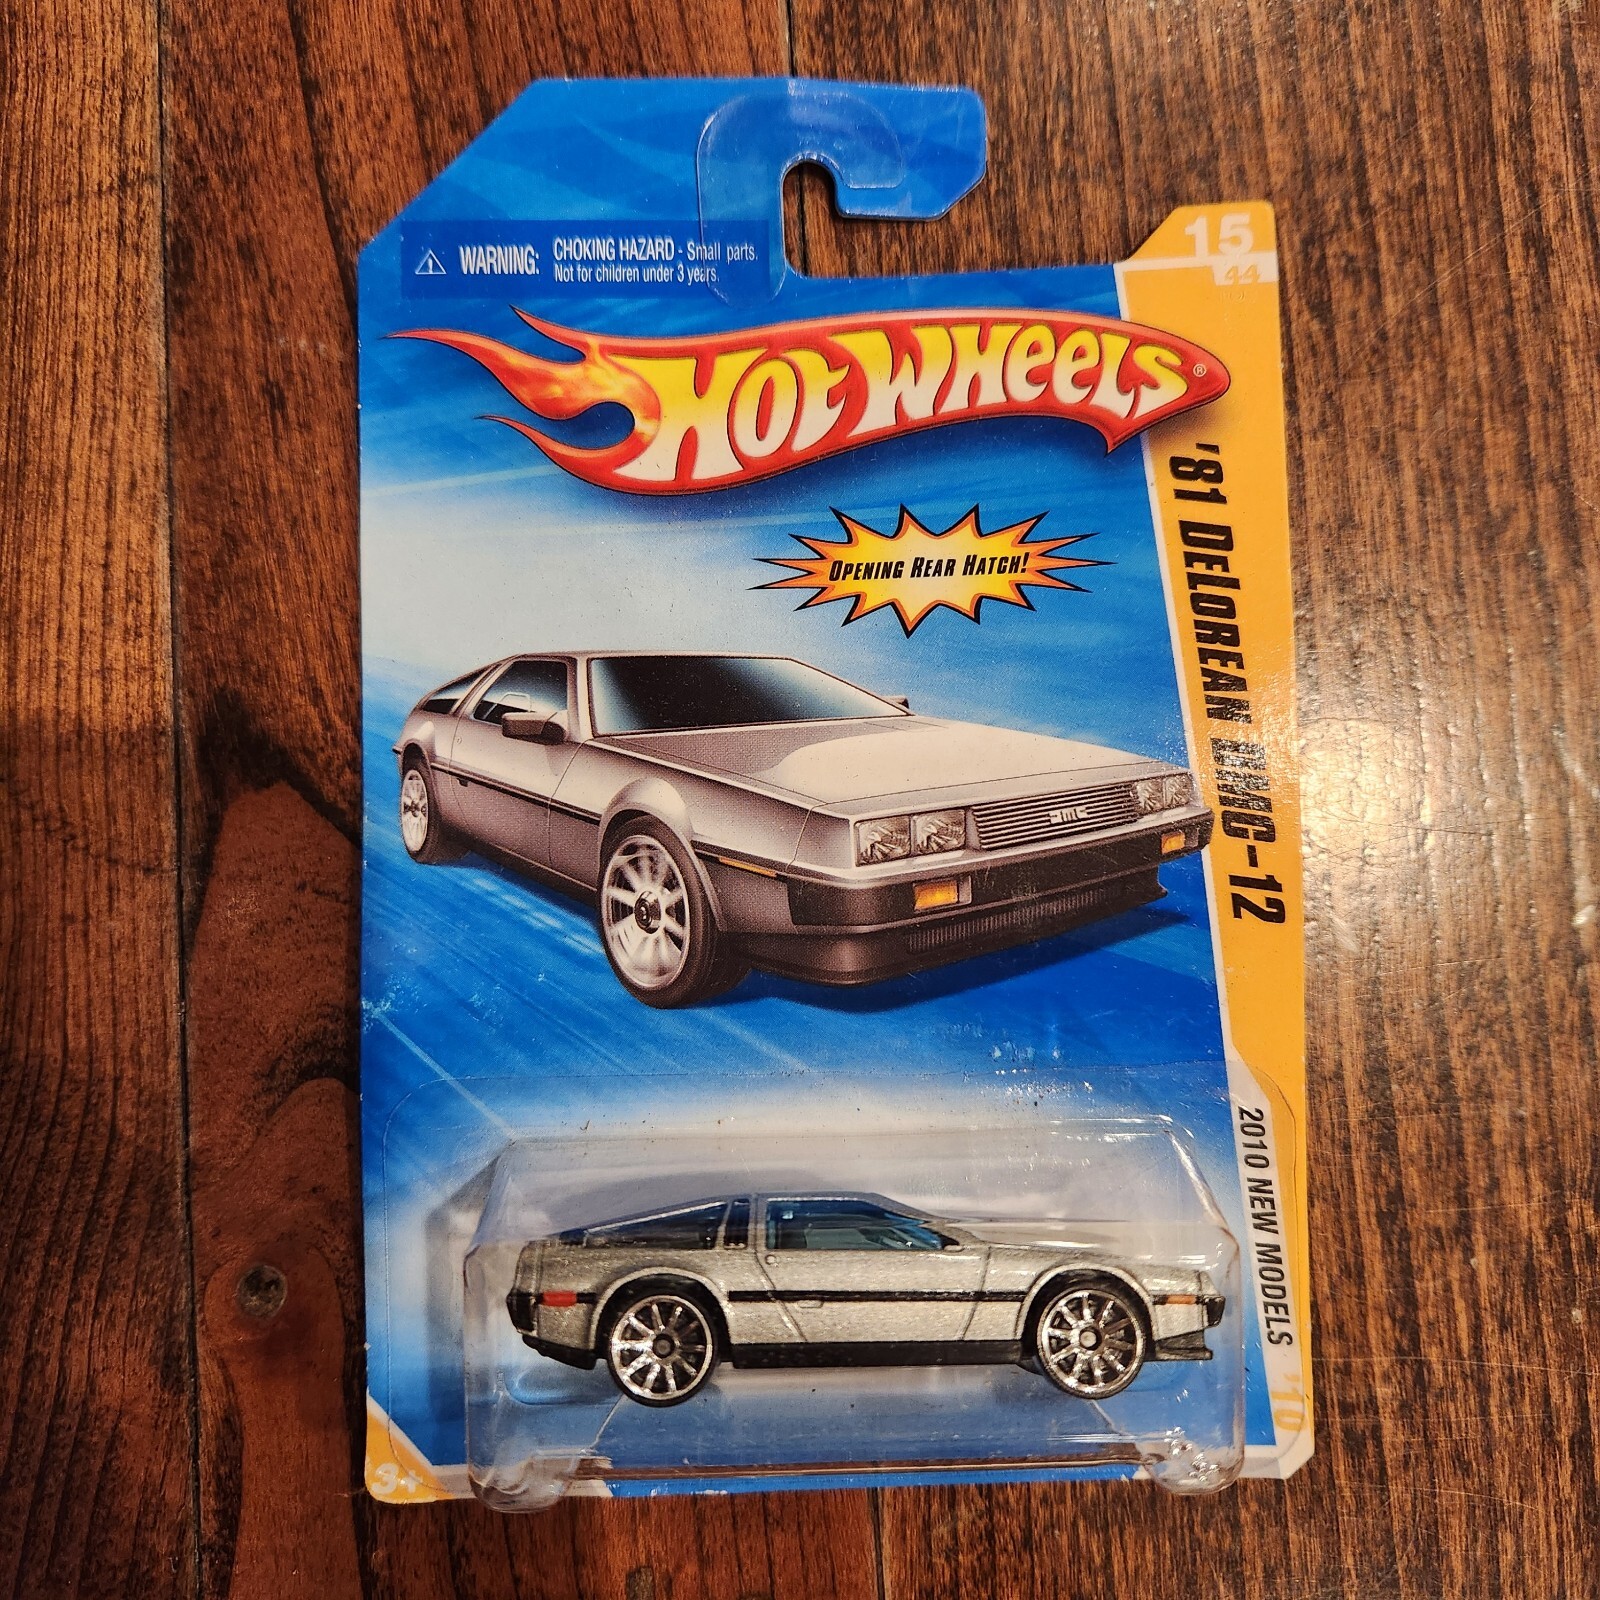 WARNING: CHOKING HAZARD - Small parts.
Not for children under 3 years.
15
44
HOT WHEELS®
OPENING REAR HATCH!
'81 DELOREAN DMC-12
DMC
2010 NEW MODELS
'10
3+